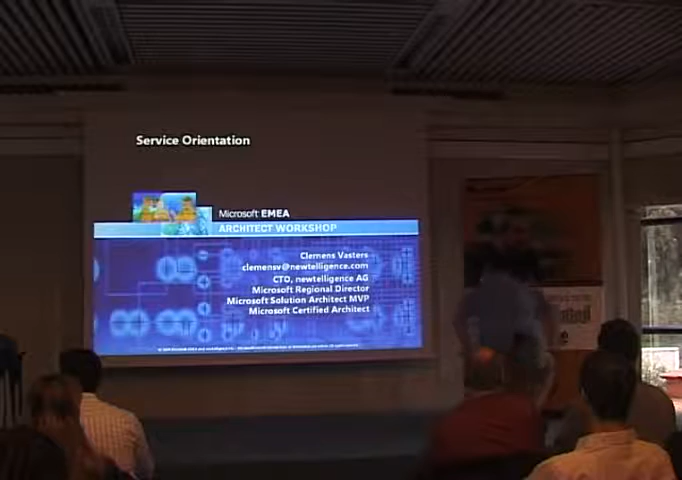 Service Orientation
Microsoft EMEA
ARCHITECT WORKSHOP
Clemens Vasters
clemensv@newtelligence.com
CTO, newtelligence AG
Microsoft Regional Director
Microsoft Solution Architect MVP
Microsoft Certified Architect